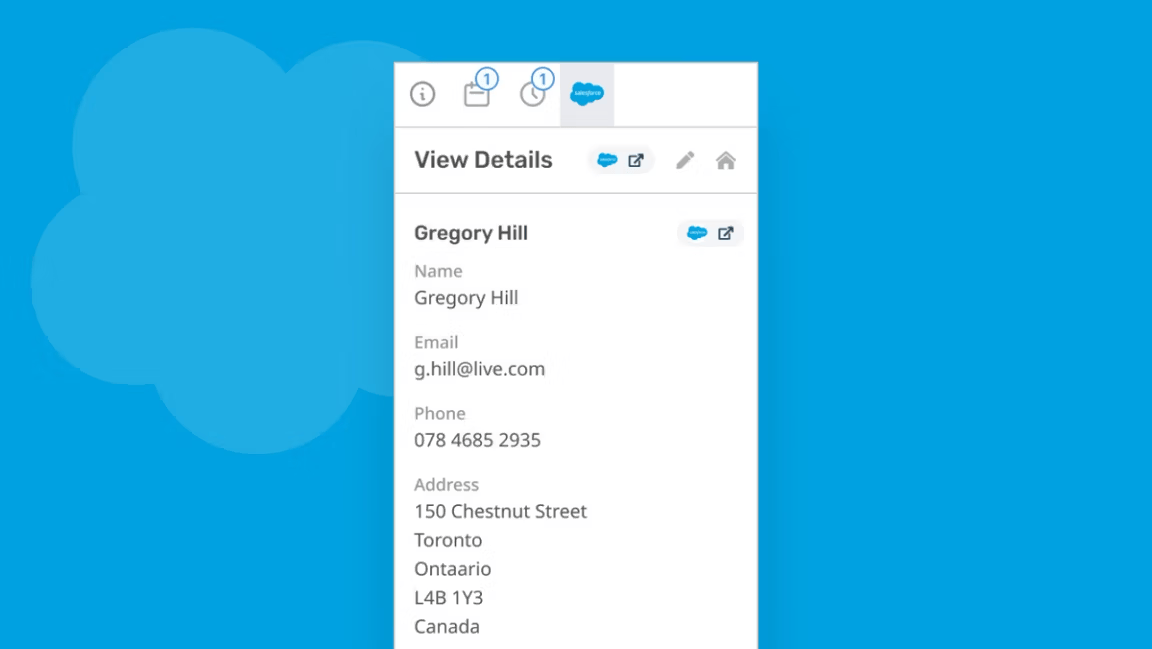 1
1
salesforce
View Details
Gregory Hill
Name
Gregory Hill
Email
g.hill@live.com
Phone
078 4685 2935
Address
150 Chestnut Street
Toronto
Ontaario
L4B 1Y3
Canada